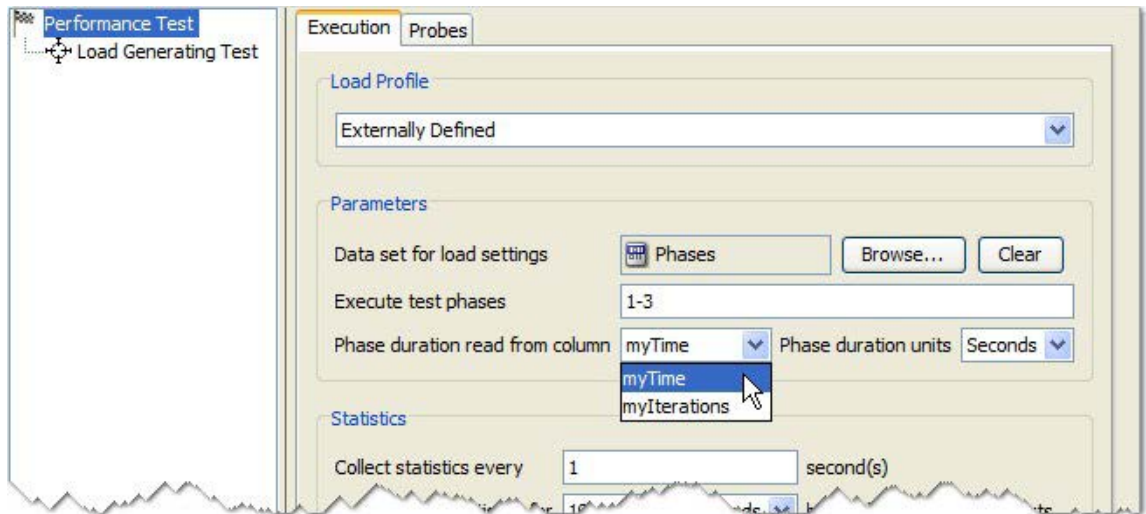 Performance Test
Load Generating Test
Execution Probes
Load Profile
Externally Defined
Parameters
Data set for load settings Phases Browse... Clear
Execute test phases 1-3
Phase duration read from column myTime Phase duration units Seconds
myTime
myIterations
Statistics
Collect statistics every 1 second(s)